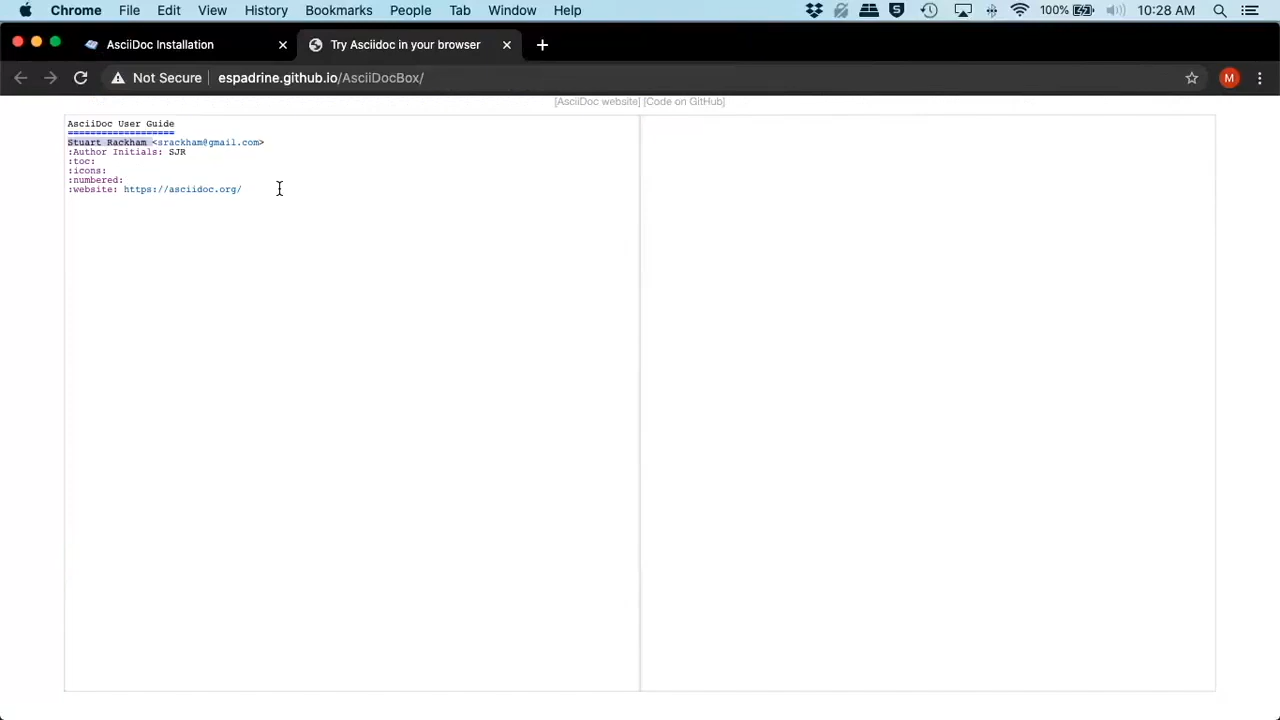 Chrome File Edit View History Bookmarks People Tab Window Help 100% 10:28 AM
AsciiDoc Installation Try Asciidoc in your browser
Not Secure espadrine.github.io/AsciiDocBox/ M
[AsciiDoc website] [Code on GitHub]
AsciiDoc User Guide
===================
Stuart Rackham <srackham@gmail.com>
:Author Initials: SJR
:toc:
:icons:
:numbered:
:website: https://asciidoc.org/